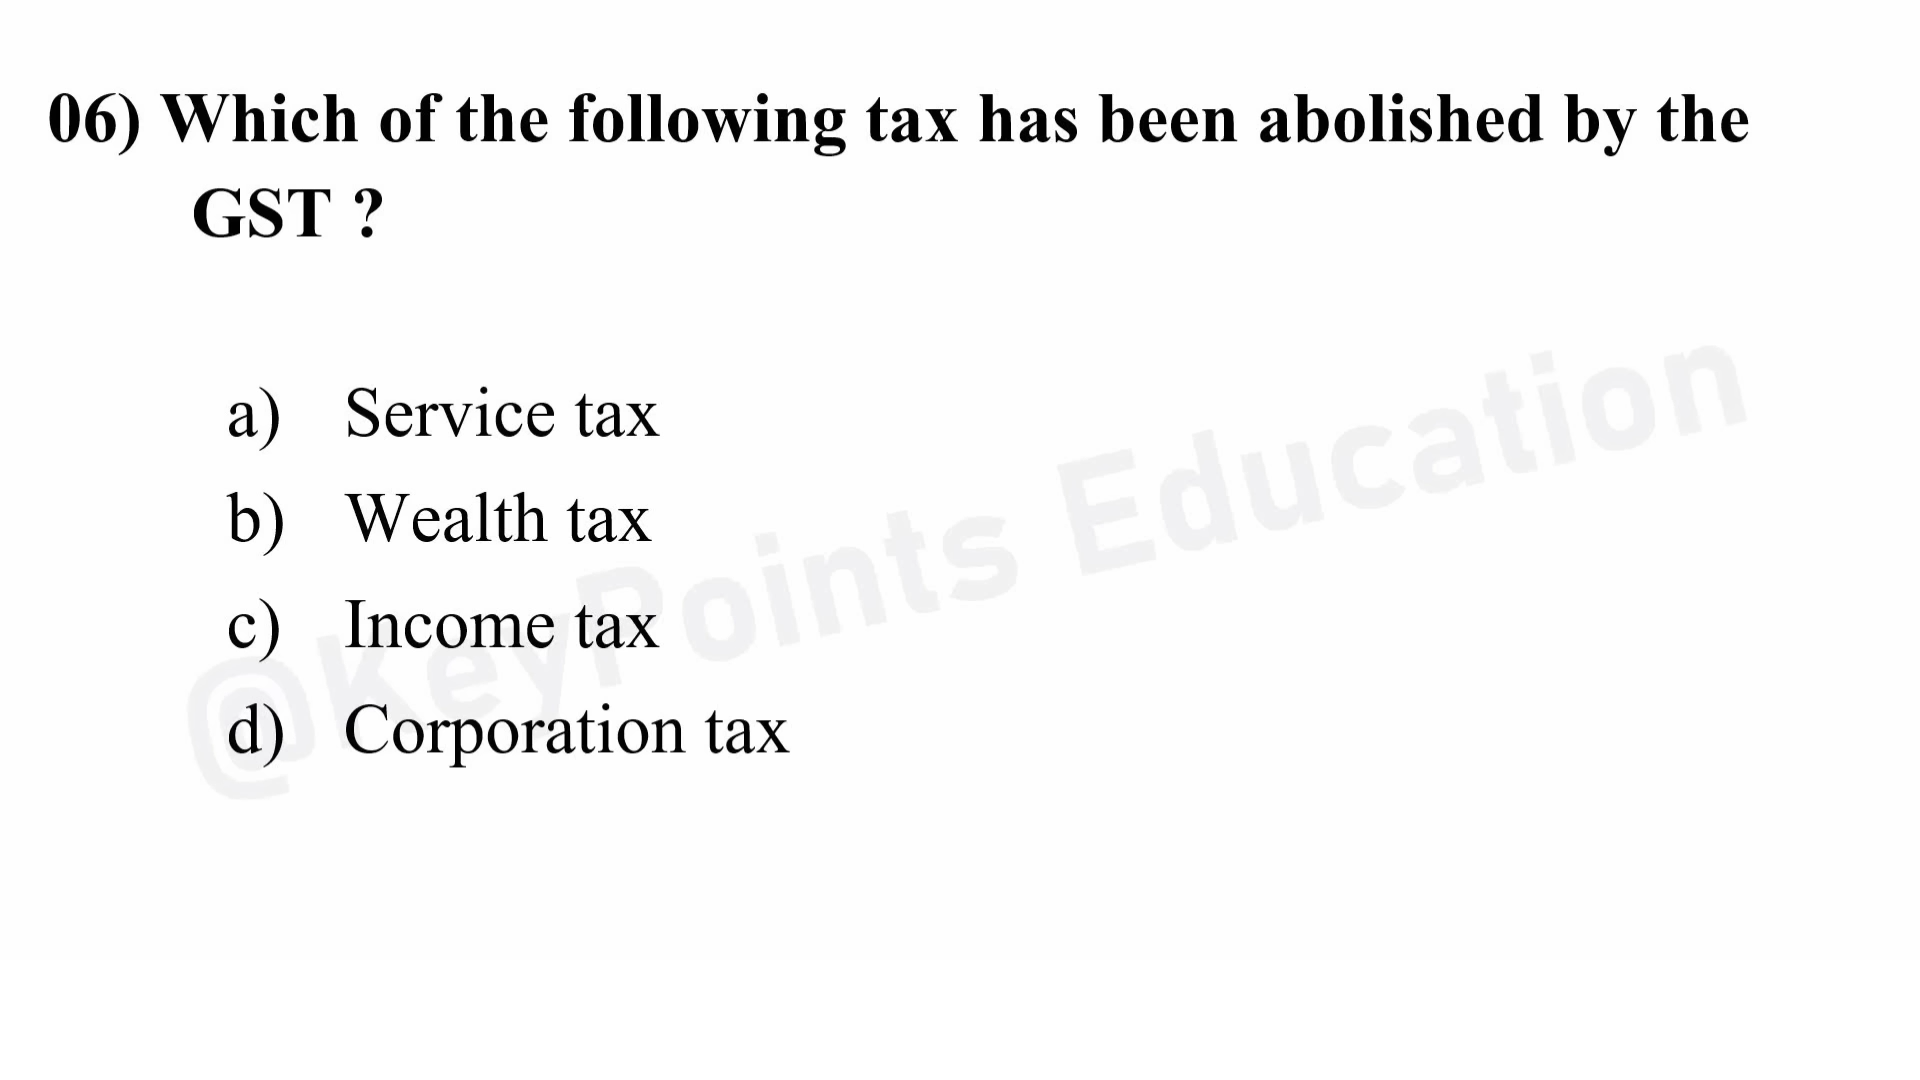 06) Which of the following tax has been abolished by the
GST ?
a) Service tax
b) Wealth tax
c) Income tax
d) Corporation tax
@KeyPoints Education